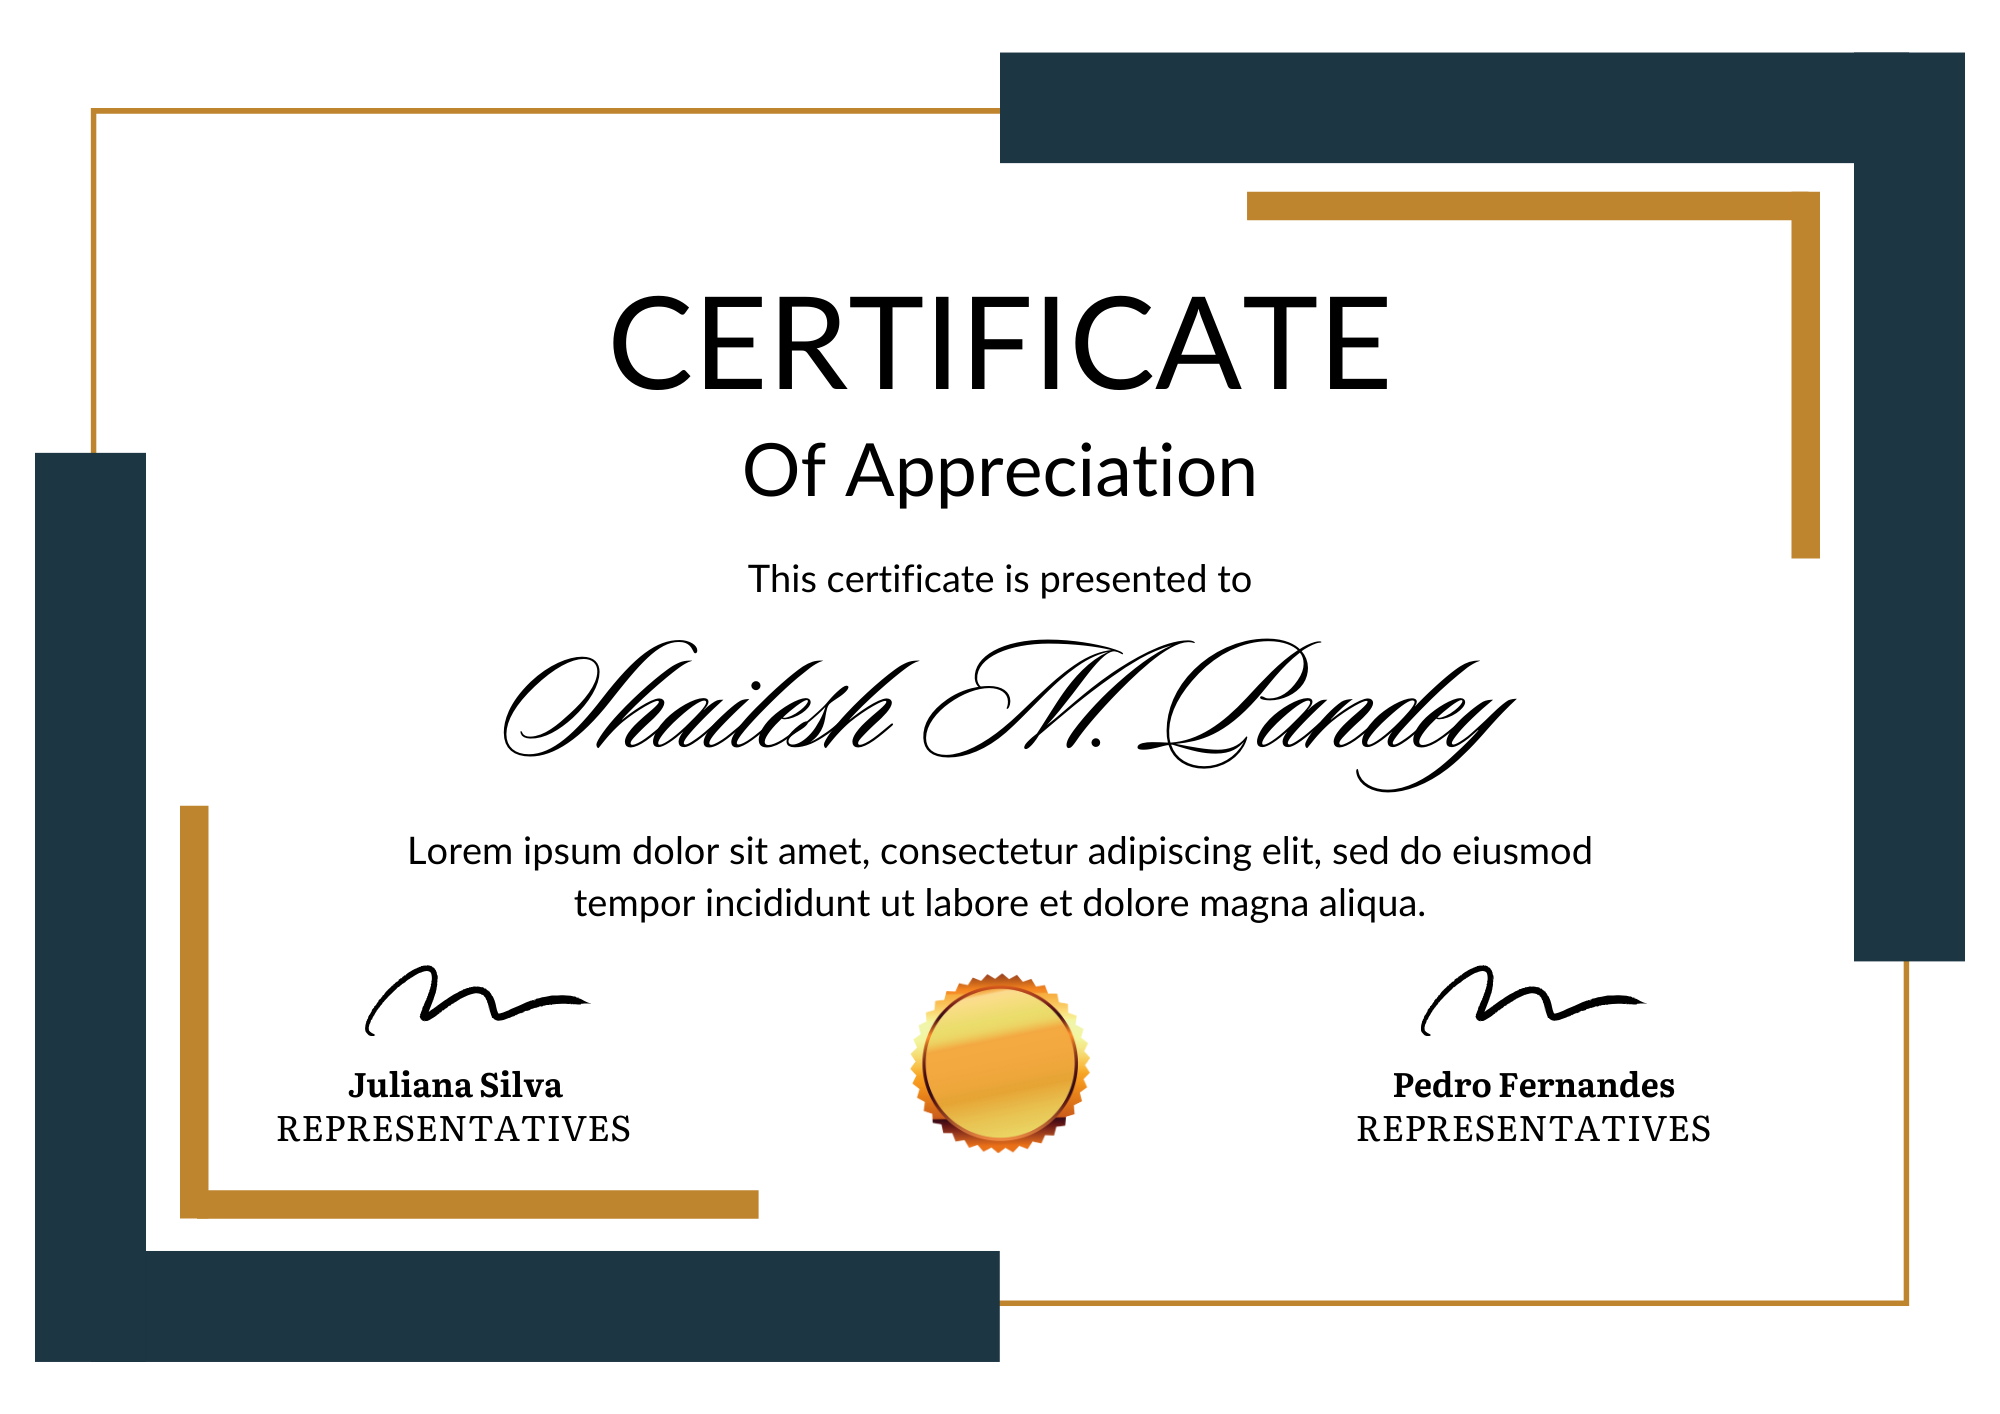 CERTIFICATE
Of Appreciation
This certificate is presented to
Shailesh M. Pandey
Lorem ipsum dolor sit amet, consectetur adipiscing elit, sed do eiusmod
tempor incididunt ut labore et dolore magna aliqua.
Juliana Silva
REPRESENTATIVES
Pedro Fernandes
REPRESENTATIVES